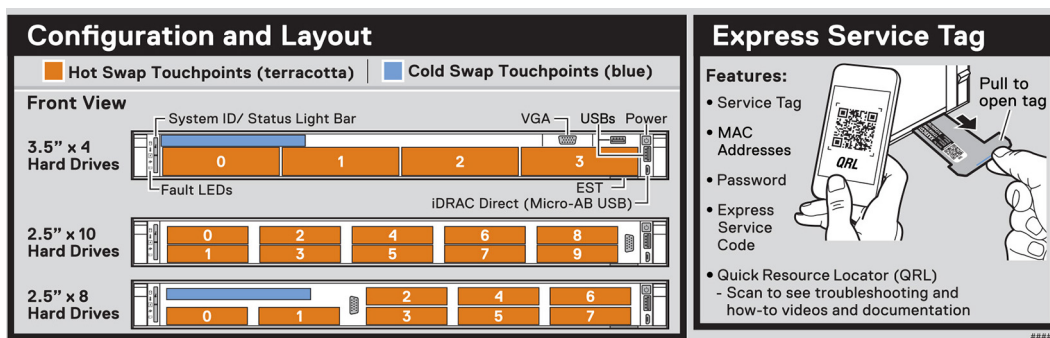 Configuration and Layout
Hot Swap Touchpoints (terracotta)
Cold Swap Touchpoints (blue)
Front View
System ID/ Status Light Bar
VGA
USBs
Power
3.5” x 4
Hard Drives
0
1
2
3
Fault LEDs
EST
iDRAC Direct (Micro-AB USB)
2.5” x 10
Hard Drives
0
2
4
6
8
1
3
5
7
9
2.5” x 8
Hard Drives
2
4
6
0
1
3
5
7
Express Service Tag
Features:
• Service Tag
• MAC
Addresses
• Password
• Express
Service
Code
• Quick Resource Locator (QRL)
- Scan to see troubleshooting and
how-to videos and documentation
QRL
Pull to
open tag
####